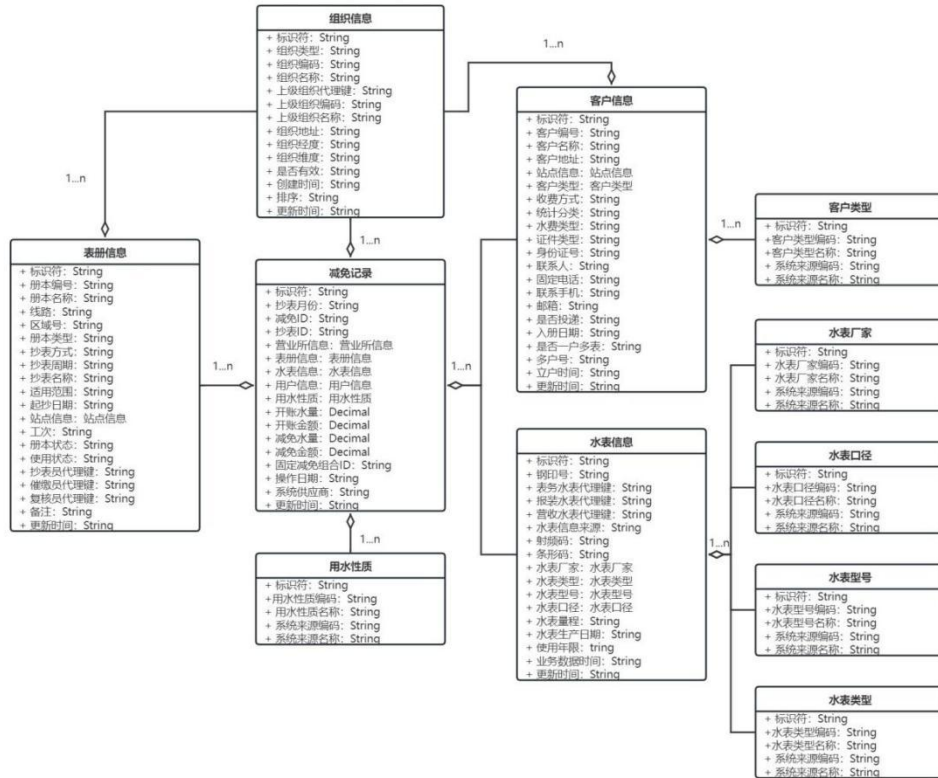 组织信息
+ 标识符：String
+ 组织类型：String
+ 组织编码：String
+ 组织名称：String
+ 上级组织代理键：String
+ 上级组织编码：String
+ 上级组织名称：String
+ 组织地址：String
+ 组织经度：String
+ 组织维度：String
+ 是否有效：String
+ 创建时间：String
+ 排序：String
+ 更新时间：String
1...n
1...n
1...n
表册信息
+ 标识符：String
+ 册本编号：String
+ 册本名称：String
+ 线路：String
+ 区域号：String
+ 册本类型：String
+ 抄表方式：String
+ 抄表周期：String
+ 抄表名称：String
+ 适用范围：String
+ 起抄日期：String
+ 站点信息：站点信息
+ 工次：String
+ 册本状态：String
+ 使用状态：String
+ 抄表员代理键：String
+ 催缴员代理键：String
+ 复核员代理键：String
+ 备注：String
+ 更新时间：String
1...n
减免记录
+ 标识符：String
+ 抄表月份：String
+ 减免ID：String
+ 抄表ID：String
+ 营业所信息：营业所信息
+ 表册信息：表册信息
+ 水表信息：水表信息
+ 用户信息：用户信息
+ 用水性质：用水性质
+ 开账水量：Decimal
+ 开账金额：Decimal
+ 减免水量：Decimal
+ 减免金额：Decimal
+ 固定减免组合ID：String
+ 操作日期：String
+ 系统供应商：String
+ 更新时间：String
1...n
1...n
用水性质
+ 标识符：String
+用水性质编码：String
+ 用水性质名称：String
+ 系统来源编码：String
+ 系统来源名称：String
客户信息
+ 标识符：String
+ 客户编号：String
+ 客户名称：String
+ 客户地址：String
+ 站点信息：站点信息
+ 客户类型：客户类型
+ 收费方式：String
+ 统计分类：String
+ 水费类型：String
+ 证件类型：String
+ 身份证号：String
+ 联系人：String
+ 固定电话：String
+ 联系手机：String
+ 邮箱：String
+ 是否投递：String
+ 入册日期：String
+ 是否一户多表：String
+ 多户号：String
+ 立户时间：String
+ 更新时间：String
1...n
水表信息
+ 标识符：String
+ 钢印号：String
+ 表务水表代理键：String
+ 报装水表代理键：String
+ 营收水表代理键：String
+ 水表信息来源：String
+ 射频码：String
+ 条形码：String
+ 水表厂家：水表厂家
+ 水表类型：水表类型
+ 水表型号：水表型号
+ 水表口径：水表口径
+ 水表量程：String
+ 水表生产日期：String
+ 使用年限：tring
+ 业务数据时间：String
+ 更新时间：String
1...n
客户类型
+ 标识符：String
+客户类型编码：String
+客户类型名称：String
+ 系统来源编码：String
+ 系统来源名称：String
水表厂家
+ 标识符：String
+ 水表厂家编码：String
+ 水表厂家名称：String
+ 系统来源编码：String
+ 系统来源名称：String
水表口径
+ 标识符：String
+水表口径编码：String
+水表口径名称：String
+ 系统来源编码：String
+ 系统来源名称：String
水表型号
+ 标识符：String
+水表型号编码：String
+水表型号名称：String
+ 系统来源编码：String
+ 系统来源名称：String
水表类型
+ 标识符：String
+水表类型编码：String
+水表类型名称：String
+ 系统来源编码：String
+ 系统来源名称：String